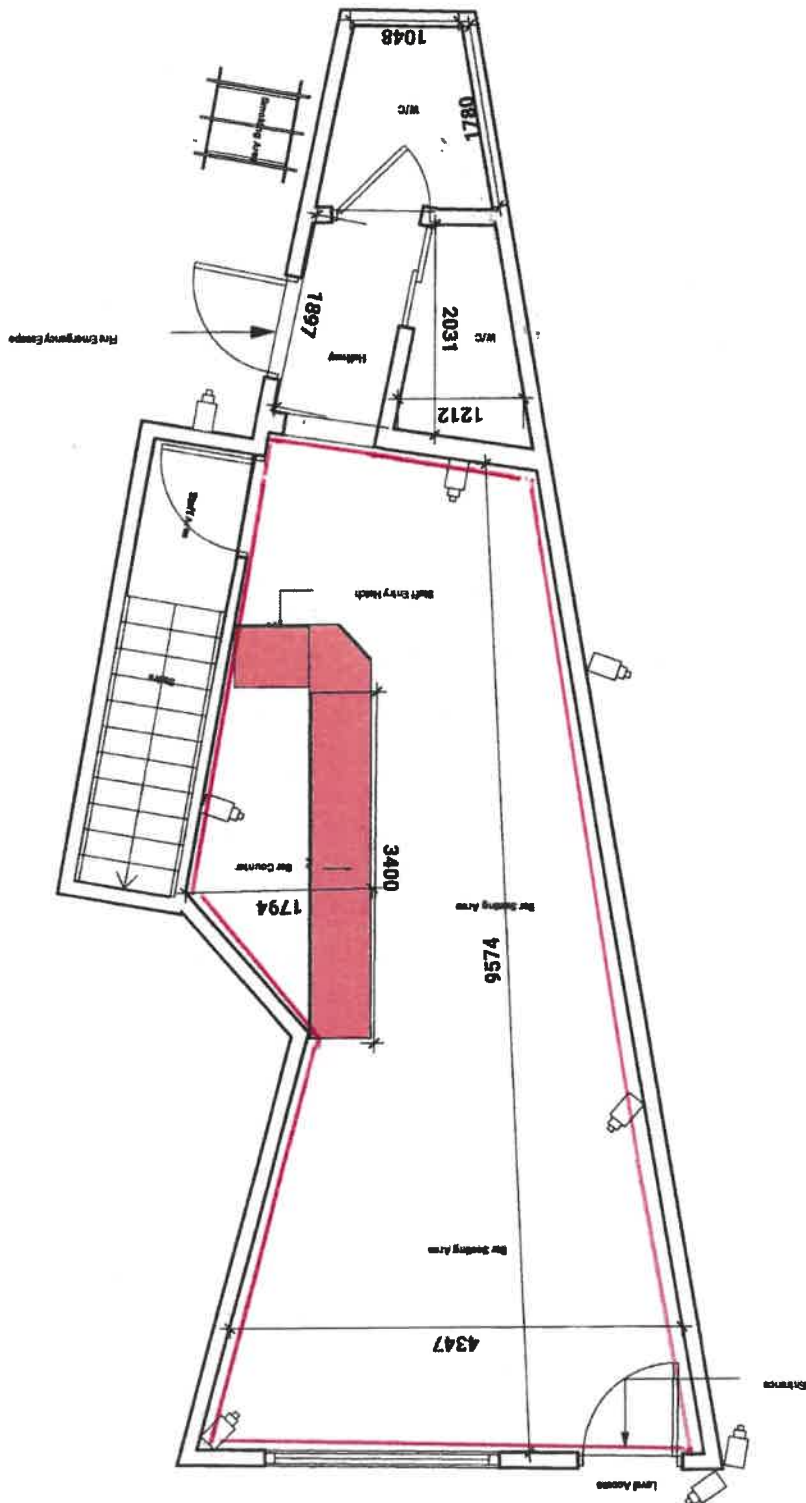 1048
W/C
1780
Smoking Area
1897
2031
W/C
Hallway
Fire Emergency Escape
1212
Staff Area
Staff Entry Hatch
Stairs
3400
Bar Counter
1794
Bar Seating Area
9574
Bar Seating Area
4347
Entrance
Level Access